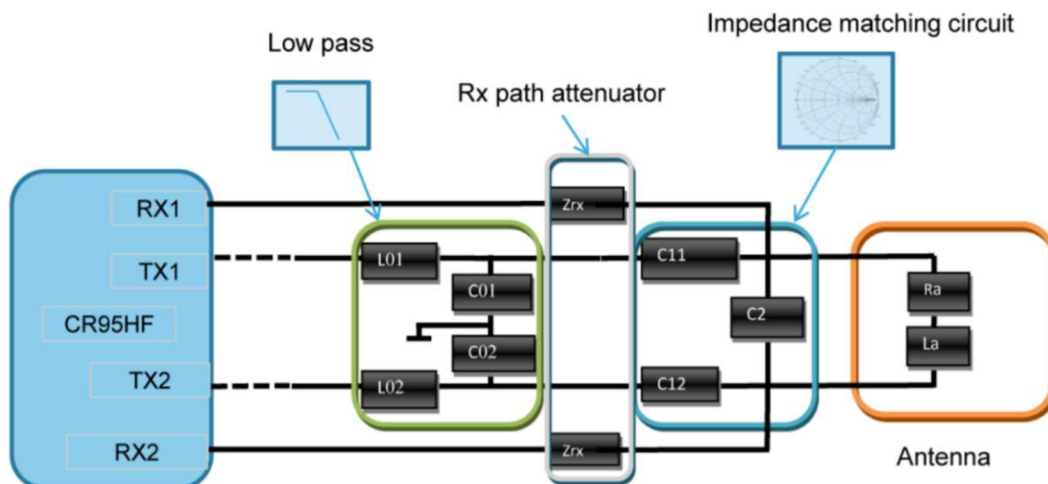 Impedance matching circuit
Low pass
Rx path attenuator
RX1
Zrx
TX1
L01
C11
C01
Ra
CR95HF
C2
C02
La
TX2
L02
C12
RX2
Zrx
Antenna